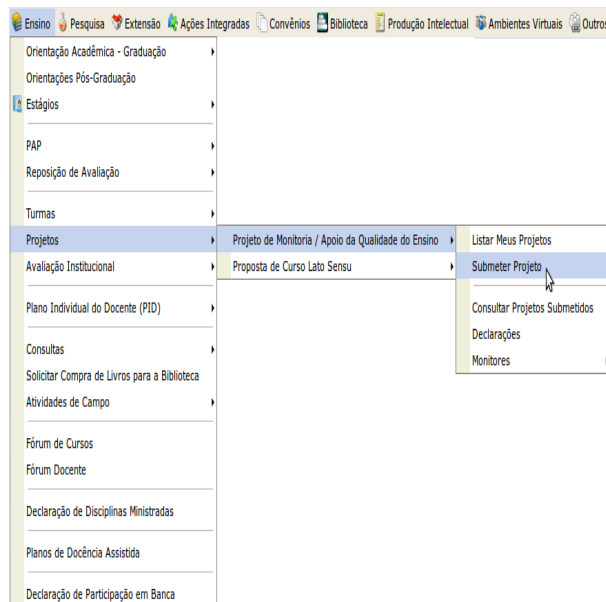 Ensino Pesquisa Extensão Ações Integradas Convênios Biblioteca Produção Intelectual Ambientes Virtuais Outros
Orientação Acadêmica - Graduação
Orientações Pós-Graduação
Estágios
PAP
Reposição de Avaliação
Turmas
Projetos
Projeto de Monitoria / Apoio da Qualidade do Ensino
Listar Meus Projetos
Avaliação Institucional
Proposta de Curso Lato Sensu
Submeter Projeto
Plano Individual do Docente (PID)
Consultar Projetos Submetidos
Declarações
Consultas
Monitores
Solicitar Compra de Livros para a Biblioteca
Atividades de Campo
Fórum de Cursos
Fórum Docente
Declaração de Disciplinas Ministradas
Planos de Docência Assistida
Declaração de Participação em Banca